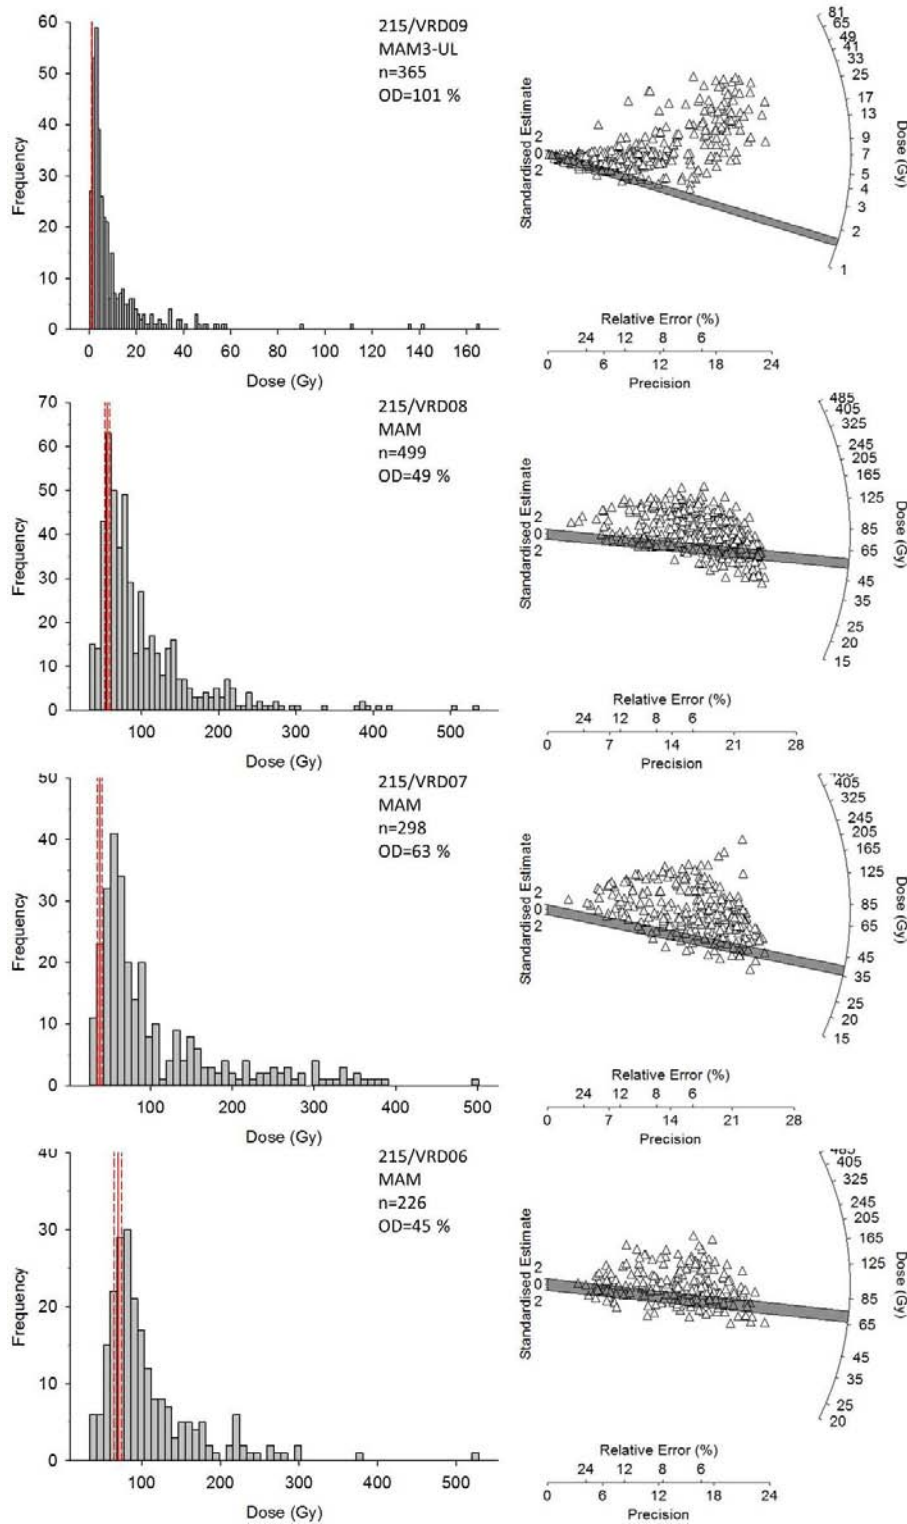 215/VRD09
MAM3-UL
n=365
OD=101 %
Frequency
60
50
40
30
20
10
0
0 20 40 60 80 100 120 140 160
Dose (Gy)
Standardised Estimate
2
0
2
81
65
49
41
33
25
17
13
9
7
5
4
3
2
1
Dose (Gy)
Relative Error (%)
24 12 8 6
0 6 12 18 24
Precision
215/VRD08
MAM
n=499
OD=49 %
Frequency
70
60
50
40
30
20
10
0
100 200 300 400 500
Dose (Gy)
Standardised Estimate
2
0
2
485
405
325
245
205
165
125
85
65
45
35
25
20
15
Dose (Gy)
Relative Error (%)
24 12 8 6
0 7 14 21 28
Precision
215/VRD07
MAM
n=298
OD=63 %
Frequency
50
40
30
20
10
0
100 200 300 400 500
Dose (Gy)
Standardised Estimate
2
0
2
405
325
245
205
165
125
85
65
45
35
25
20
15
Dose (Gy)
Relative Error (%)
24 12 8 6
0 7 14 21 28
Precision
215/VRD06
MAM
n=226
OD=45 %
Frequency
40
30
20
10
0
100 200 300 400 500
Dose (Gy)
Standardised Estimate
2
0
2
485
405
325
245
205
165
125
85
65
45
35
25
20
Dose (Gy)
Relative Error (%)
24 12 8 6
0 6 12 18 24
Precision